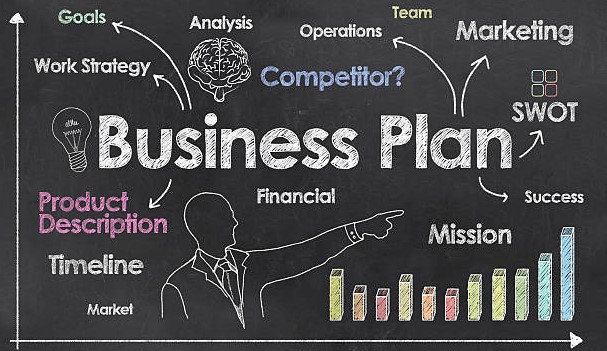 Goals
Analysis
Team
Operations
Marketing
Work Strategy
Competitor?
SWOT
Business Plan
Product
Description
Financial
Success
Mission
Timeline
Market